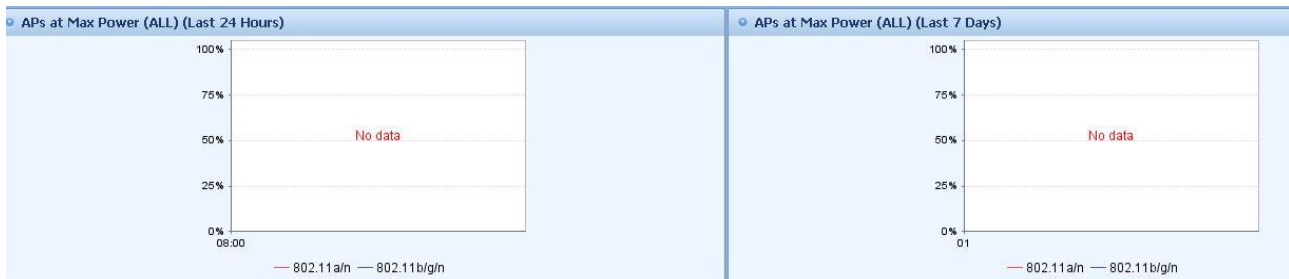 APs at Max Power (ALL) (Last 24 Hours)
100%
75%
No data
50%
25%
0%
08:00
802.11a/n 802.11b/g/n
APs at Max Power (ALL) (Last 7 Days)
100%
75%
No data
50%
25%
0%
01
802.11a/n 802.11b/g/n